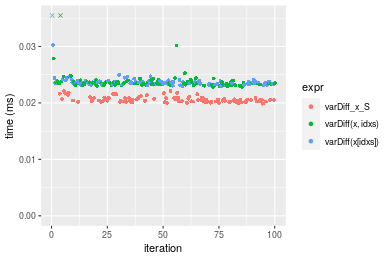 time (ms)
0.03
0.02
0.01
0.00
0
25
50
75
100
iteration
expr
varDiff_x_S
varDiff(x, idxs)
varDiff(x[idxs])